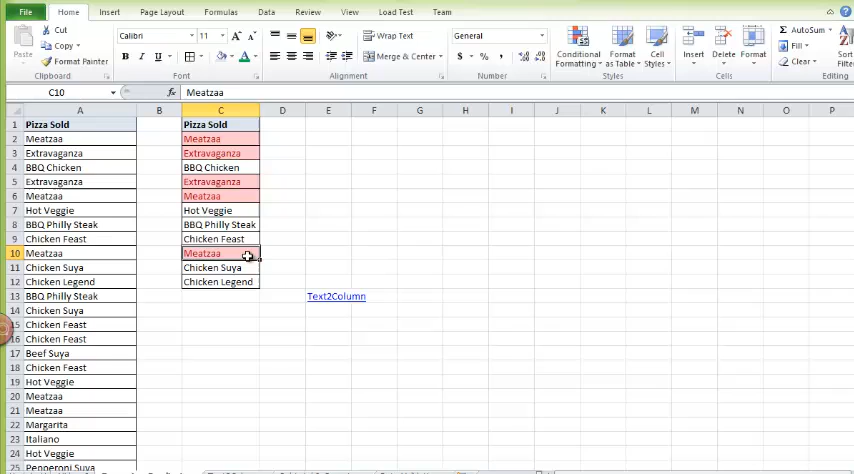 File Home Insert Page Layout Formulas Data Review View Load Test Team
Cut
Copy
Format Painter
Paste
Clipboard
Calibri 11
A A
B I U
A
Font
Wrap Text
Merge & Center
Alignment
General
$ % ,
Number
Conditional Formatting
Format as Table
Cell Styles
Styles
Insert
Delete
Format
Cells
AutoSum
Fill
Clear
Sort
Editing
C10 fx Meatzaa
A B C D E F G H I J K L M N O P
1 Pizza Sold Pizza Sold
2 Meatzaa Meatzaa
3 Extravaganza Extravaganza
4 BBQ Chicken BBQ Chicken
5 Extravaganza Extravaganza
6 Meatzaa Meatzaa
7 Hot Veggie Hot Veggie
8 BBQ Philly Steak BBQ Philly Steak
9 Chicken Feast Chicken Feast
10 Meatzaa Meatzaa
11 Chicken Suya Chicken Suya
12 Chicken Legend Chicken Legend
13 BBQ Philly Steak Text2Column
14 Chicken Suya
15 Chicken Feast
16 Chicken Feast
17 Beef Suya
18 Chicken Feast
19 Hot Veggie
20 Meatzaa
21 Meatzaa
22 Margarita
23 Italiano
24 Hot Veggie
25 Pepperoni Suya